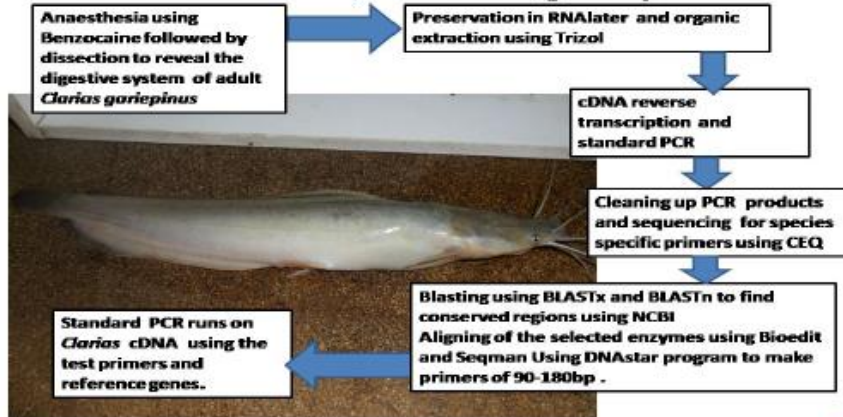 Anaesthesia using
Benzocaine followed by
dissection to reveal the
digestive system of adult
Clarias gariepinus
Preservation in RNAlater and organic
extraction using Trizol
cDNA reverse
transcription and
standard PCR
Cleaning up PCR products
and sequencing for species
specific primers using CEQ
Blasting using BLASTx and BLASTn to find
conserved regions using NCBI
Aligning of the selected enzymes using Bioedit
and Seqman Using DNAstar program to make
primers of 90-180bp .
Standard PCR runs on
Clarias cDNA using the
test primers and
reference genes.